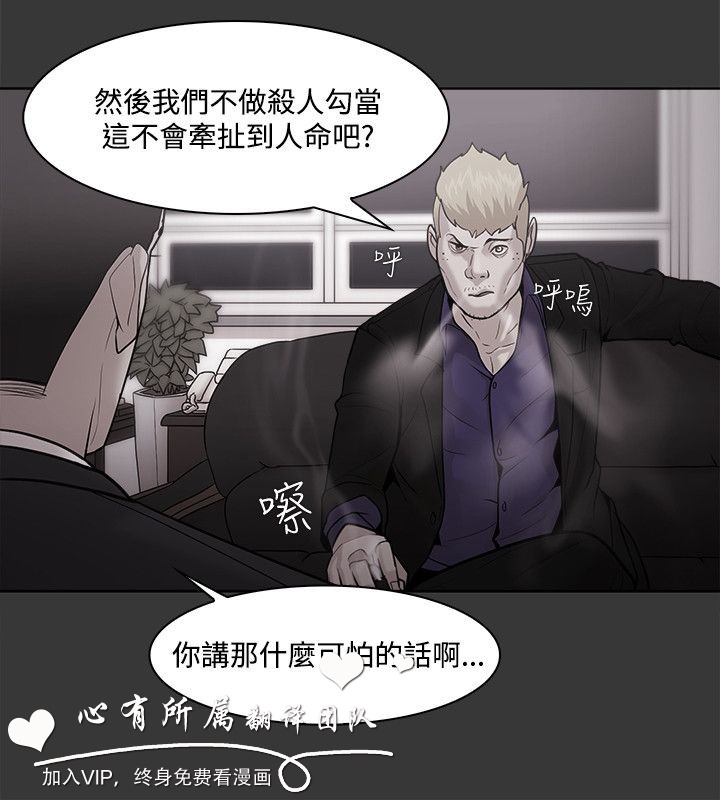 然後我們不做殺人勾當
這不會牽扯到人命吧?
呼
呼嗚
嚓
你講那什麼可怕的話啊...
心有所属翻译团队
加入VIP，终身免费看漫画